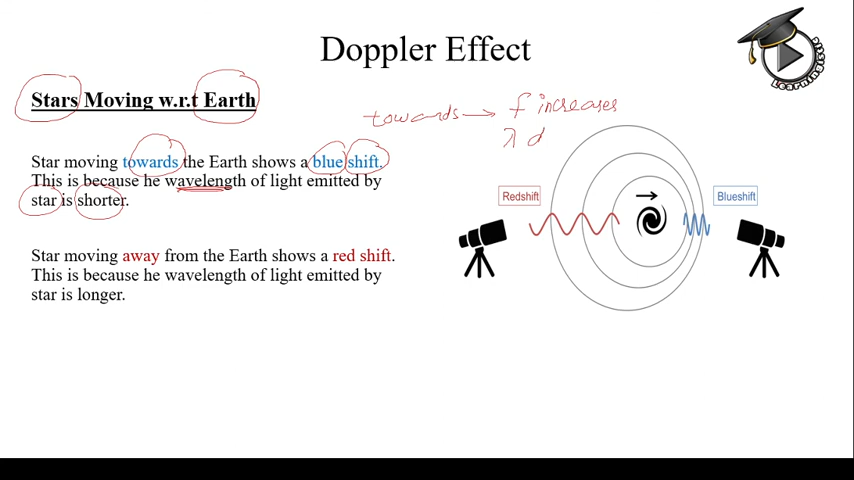 Doppler Effect
Stars Moving w.r.t Earth
towards → f increases
λ d
Star moving towards the Earth shows a blue shift.
This is because he wavelength of light emitted by
star is shorter.
Redshift
Blueshift
Star moving away from the Earth shows a red shift.
This is because he wavelength of light emitted by
star is longer.